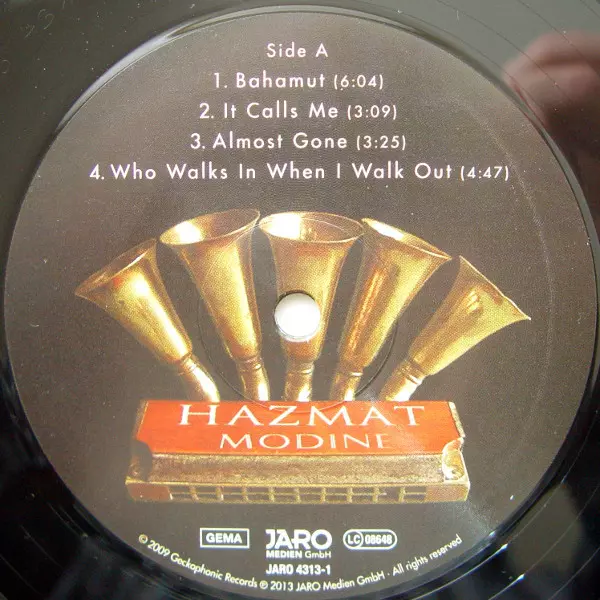 Side A
1. Bahamut (6:04)
2. It Calls Me (3:09)
3. Almost Gone (3:25)
4. Who Walks In When I Walk Out (4:47)
HAZMAT
MODINE
GEMA
JARO
MEDIEN GmbH
LC 08648
JARO 4313-1
© 2009 Geckophonic Records ℗ © 2013 JARO Medien GmbH · All rights reserved